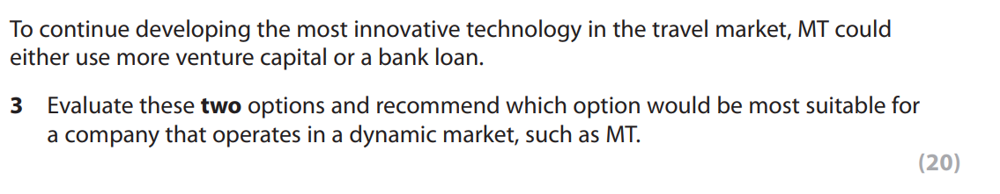 To continue developing the most innovative technology in the travel market, MT could
either use more venture capital or a bank loan.
3 Evaluate these two options and recommend which option would be most suitable for
a company that operates in a dynamic market, such as MT.
(20)